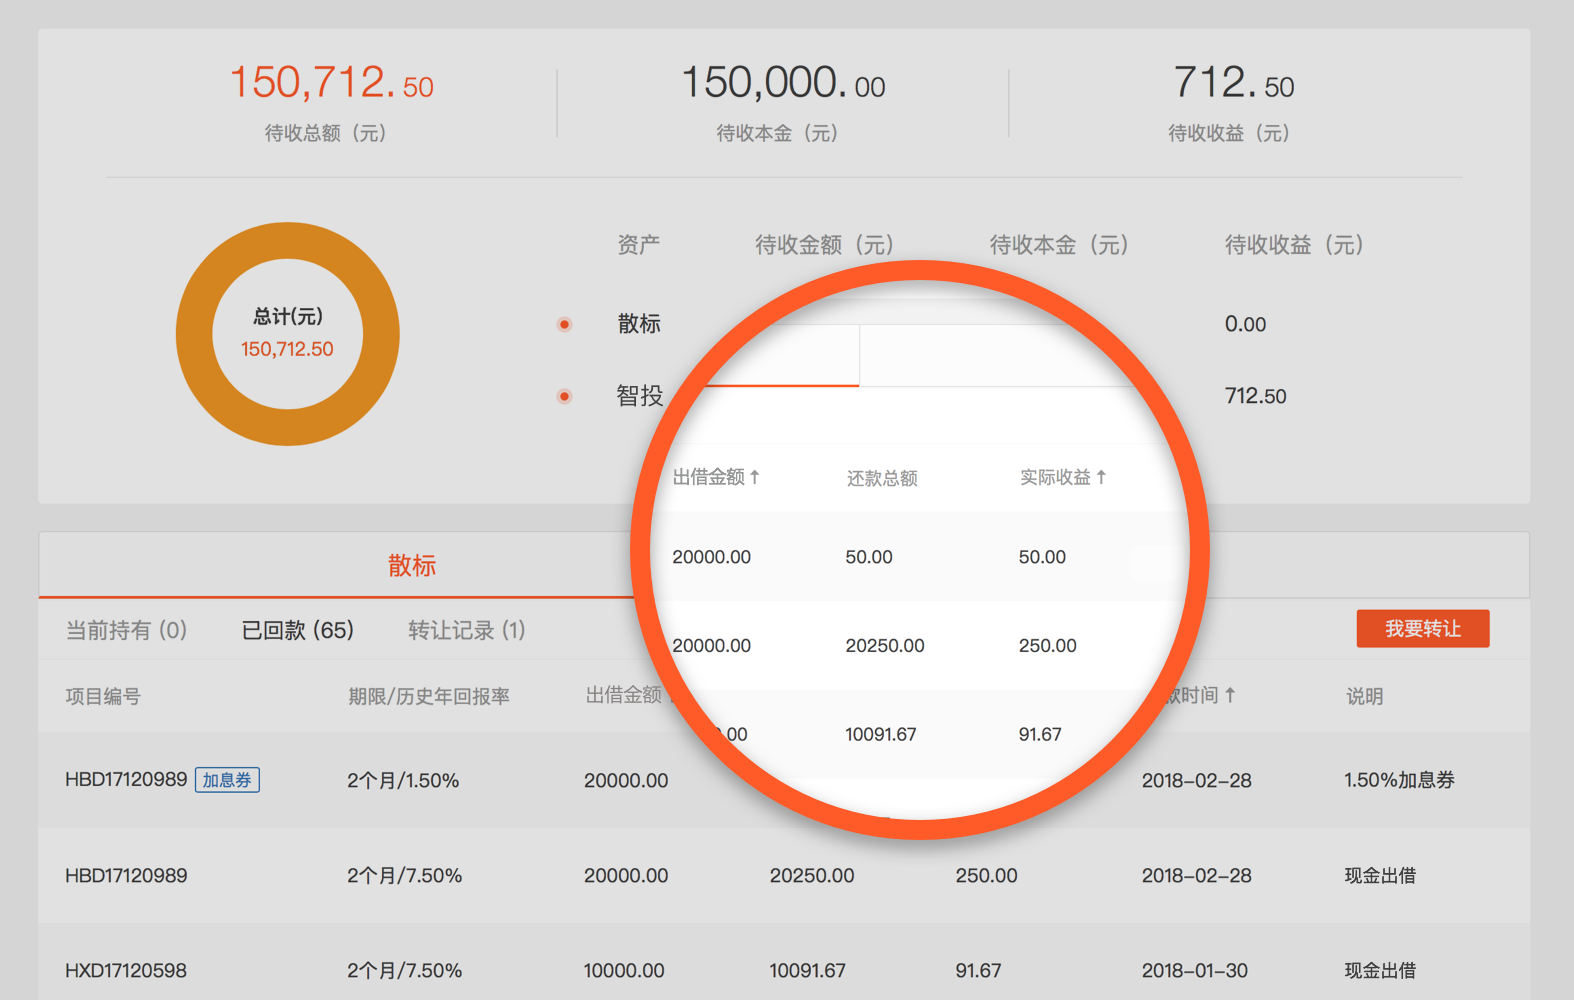 150,712.50
150,000.00
712.50
待收总额（元）
待收本金（元）
待收收益（元）
资产
待收金额（元）
待收本金（元）
待收收益（元）
总计(元)
150,712.50
散标
0.00
智投
712.50
出借金额↑
还款总额
实际收益↑
20000.00
50.00
50.00
20000.00
20250.00
250.00
.00
10091.67
91.67
散标
当前持有 (0)
已回款 (65)
转让记录 (1)
我要转让
项目编号
期限/历史年回报率
出借金额
款时间↑
说明
HBD17120989 加息券
2个月/1.50%
20000.00
2018-02-28
1.50%加息券
HBD17120989
2个月/7.50%
20000.00
20250.00
250.00
2018-02-28
现金出借
HXD17120598
2个月/7.50%
10000.00
10091.67
91.67
2018-01-30
现金出借